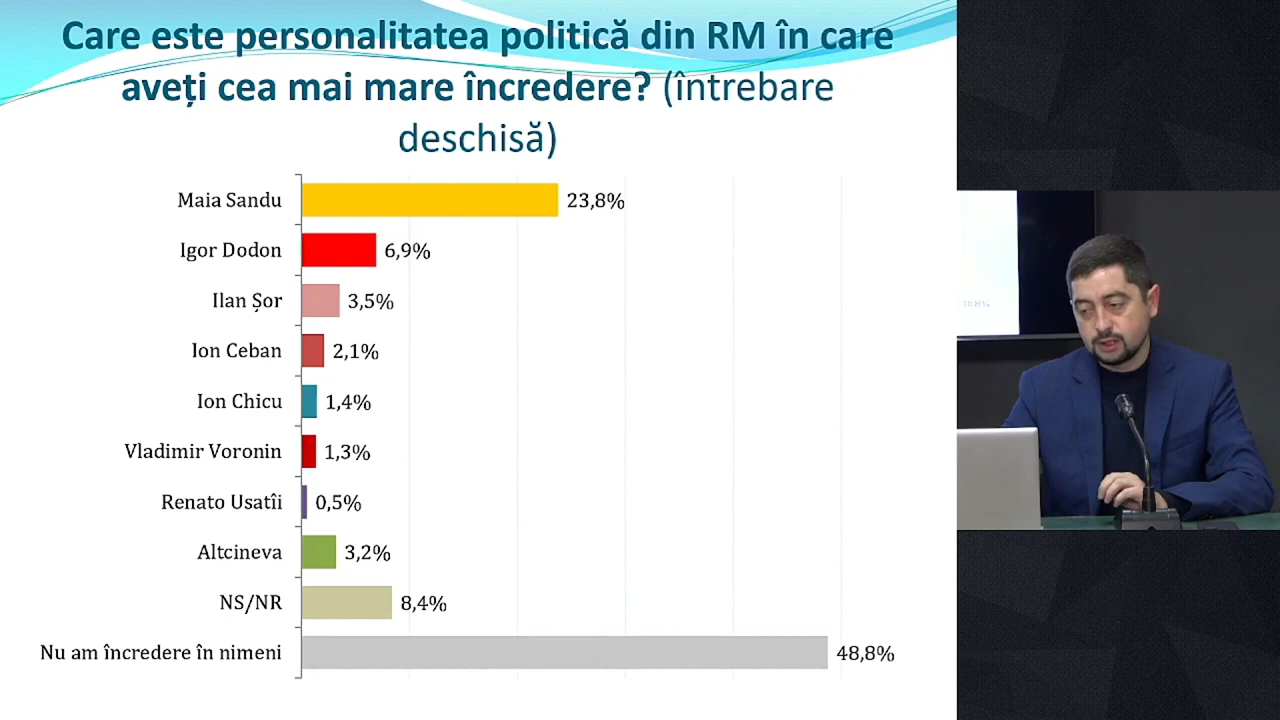 Care este personalitatea politică din RM în care
aveți cea mai mare încredere? (întrebare
deschisă)
Maia Sandu 23,8%
Igor Dodon 6,9%
Ilan Șor 3,5%
Ion Ceban 2,1%
Ion Chicu 1,4%
Vladimir Voronin 1,3%
Renato Usatîi 0,5%
Altcineva 3,2%
NS/NR 8,4%
Nu am încredere în nimeni 48,8%